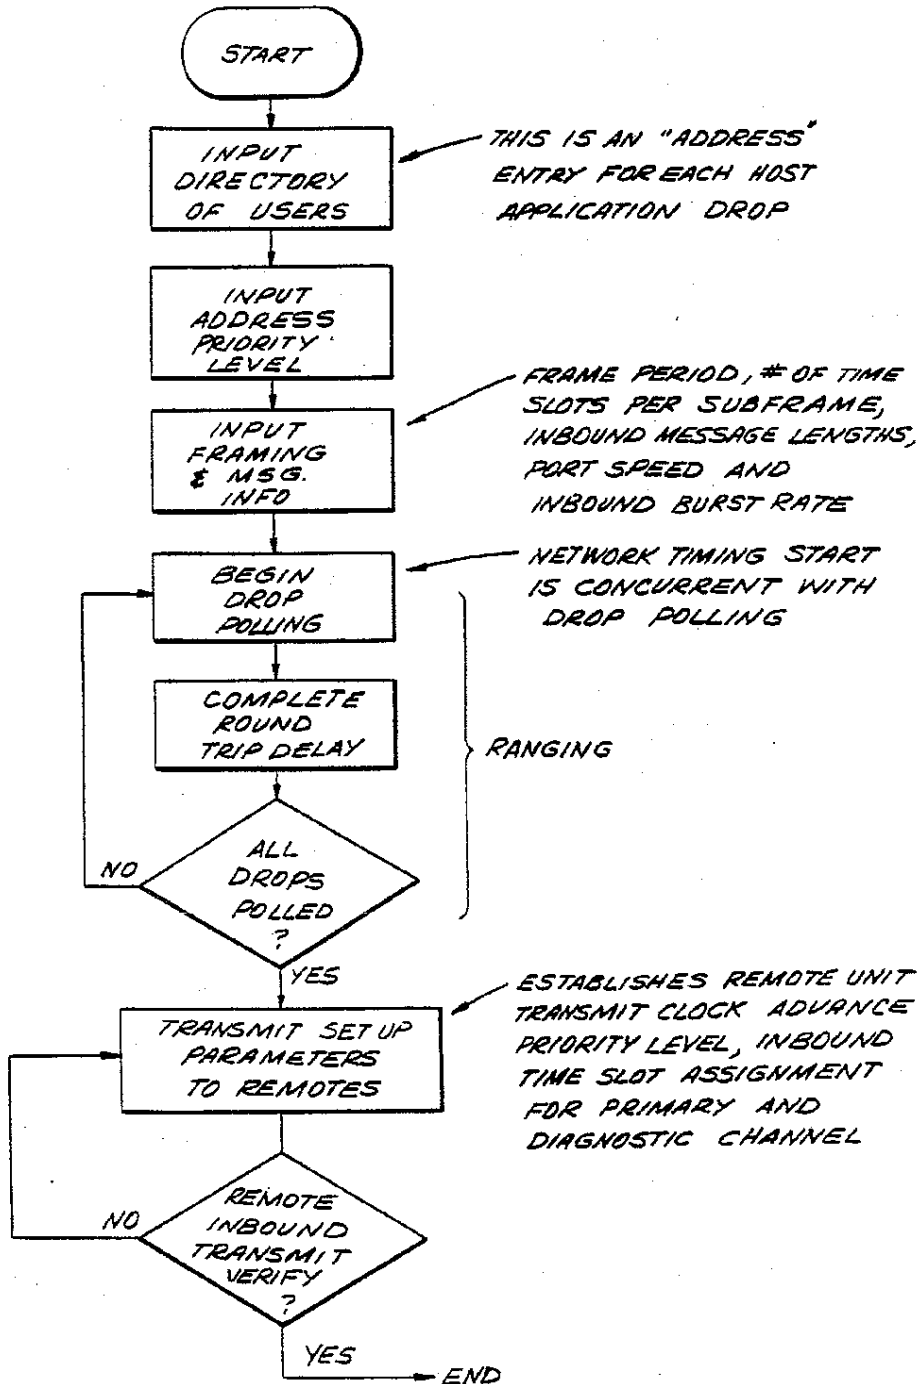 START
INPUT
DIRECTORY
OF USERS
THIS IS AN "ADDRESS"
ENTRY FOR EACH HOST
APPLICATION DROP
INPUT
ADDRESS
PRIORITY
LEVEL
INPUT
FRAMING
& MSG.
INFO
FRAME PERIOD, # OF TIME
SLOTS PER SUBFRAME,
INBOUND MESSAGE LENGTHS,
PORT SPEED AND
INBOUND BURST RATE
BEGIN
DROP
POLLING
NETWORK TIMING START
IS CONCURRENT WITH
DROP POLLING
COMPLETE
ROUND
TRIP DELAY
RANGING
ALL
DROPS
POLLED
?
NO
YES
TRANSMIT SET UP
PARAMETERS
TO REMOTES
ESTABLISHES REMOTE UNIT
TRANSMIT CLOCK ADVANCE
PRIORITY LEVEL, INBOUND
TIME SLOT ASSIGNMENT
FOR PRIMARY AND
DIAGNOSTIC CHANNEL
REMOTE
INBOUND
TRANSMIT
VERIFY
?
NO
YES
END